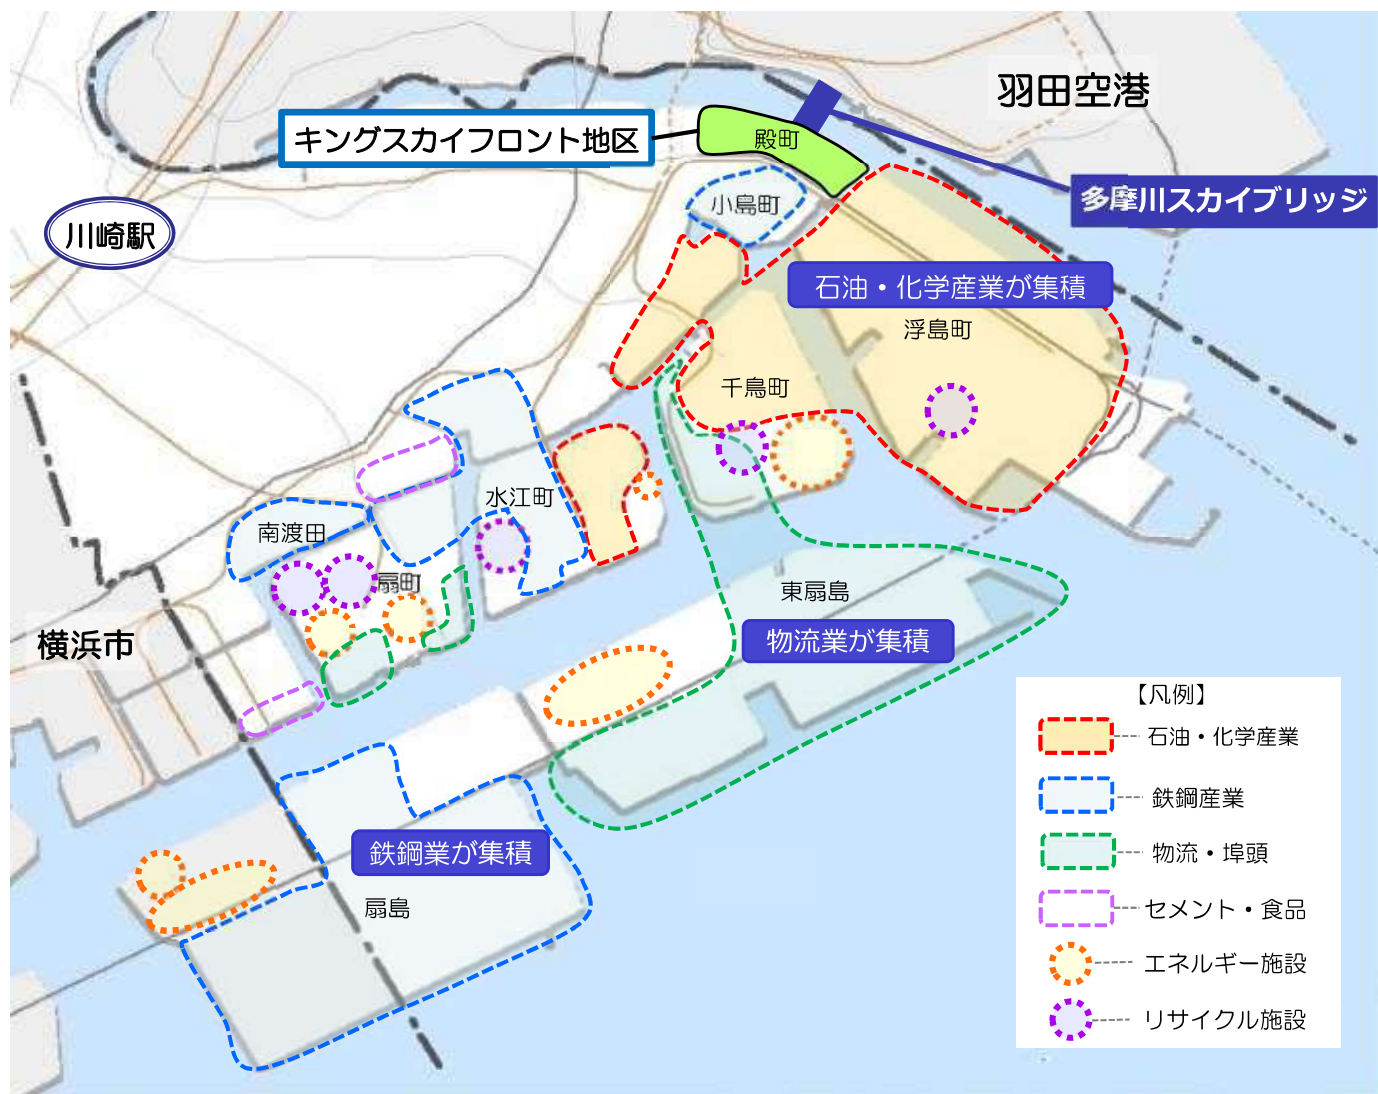 羽田空港
キングスカイフロント地区
殿町
多摩川スカイブリッジ
小島町
川崎駅
石油・化学産業が集積
浮島町
千鳥町
水江町
南渡田
扇町
東扇島
物流業が集積
横浜市
鉄鋼業が集積
扇島
【凡例】
石油・化学産業
鉄鋼産業
物流・埠頭
セメント・食品
エネルギー施設
リサイクル施設